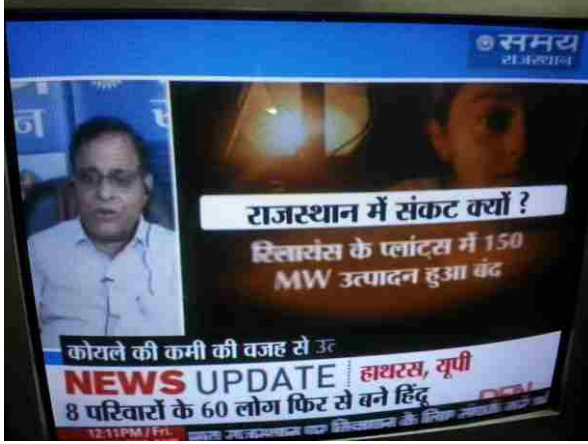 समय
राजस्थान
राजस्थान में संकट क्यों ?
रिलायंस के प्लांट्स में 150
MW उत्पादन हुआ बंद
कोयले की कमी की वजह से
NEWS UPDATE हाथरस, यूपी
8 परिवारों के 60 लोग फिर से बने हिंदू
DEN
12:11PM / Fri.